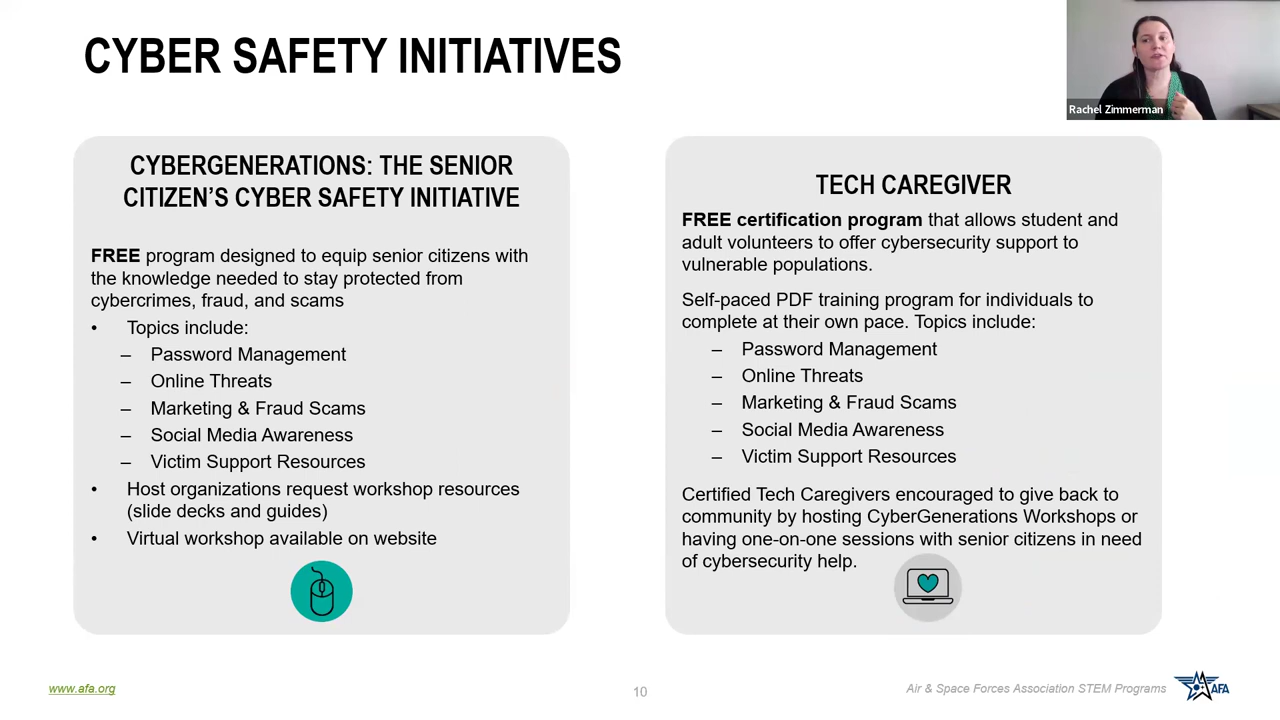 CYBER SAFETY INITIATIVES
Rachel Zimmerman
CYBERGENERATIONS: THE SENIOR
CITIZEN’S CYBER SAFETY INITIATIVE
FREE program designed to equip senior citizens with
the knowledge needed to stay protected from
cybercrimes, fraud, and scams
• Topics include:
– Password Management
– Online Threats
– Marketing & Fraud Scams
– Social Media Awareness
– Victim Support Resources
• Host organizations request workshop resources
(slide decks and guides)
• Virtual workshop available on website
TECH CAREGIVER
FREE certification program that allows student and
adult volunteers to offer cybersecurity support to
vulnerable populations.
Self-paced PDF training program for individuals to
complete at their own pace. Topics include:
– Password Management
– Online Threats
– Marketing & Fraud Scams
– Social Media Awareness
– Victim Support Resources
Certified Tech Caregivers encouraged to give back to
community by hosting CyberGenerations Workshops or
having one-on-one sessions with senior citizens in need
of cybersecurity help.
www.afa.org
10
Air & Space Forces Association STEM Programs
AFA